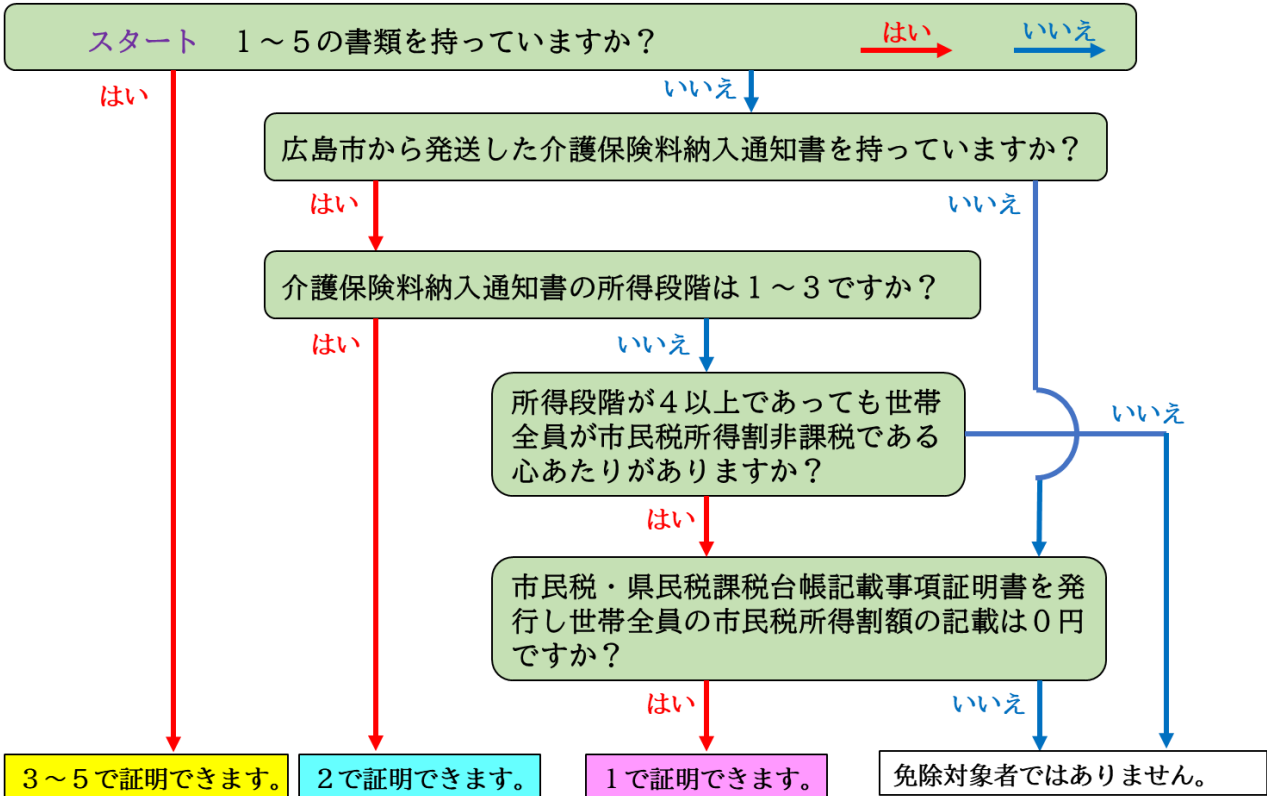 スタート　１～５の書類を持っていますか？　はい　いいえ
はい　いいえ
広島市から発送した介護保険料納入通知書を持っていますか？
はい　いいえ
介護保険料納入通知書の所得段階は１～３ですか？
はい　いいえ
所得段階が４以上であっても世帯
全員が市民税所得割非課税である
心あたりがありますか？
いいえ
はい
市民税・県民税課税台帳記載事項証明書を発
行し世帯全員の市民税所得割額の記載は０円
ですか？
はい　いいえ
３～５で証明できます。
２で証明できます。
１で証明できます。
免除対象者ではありません。